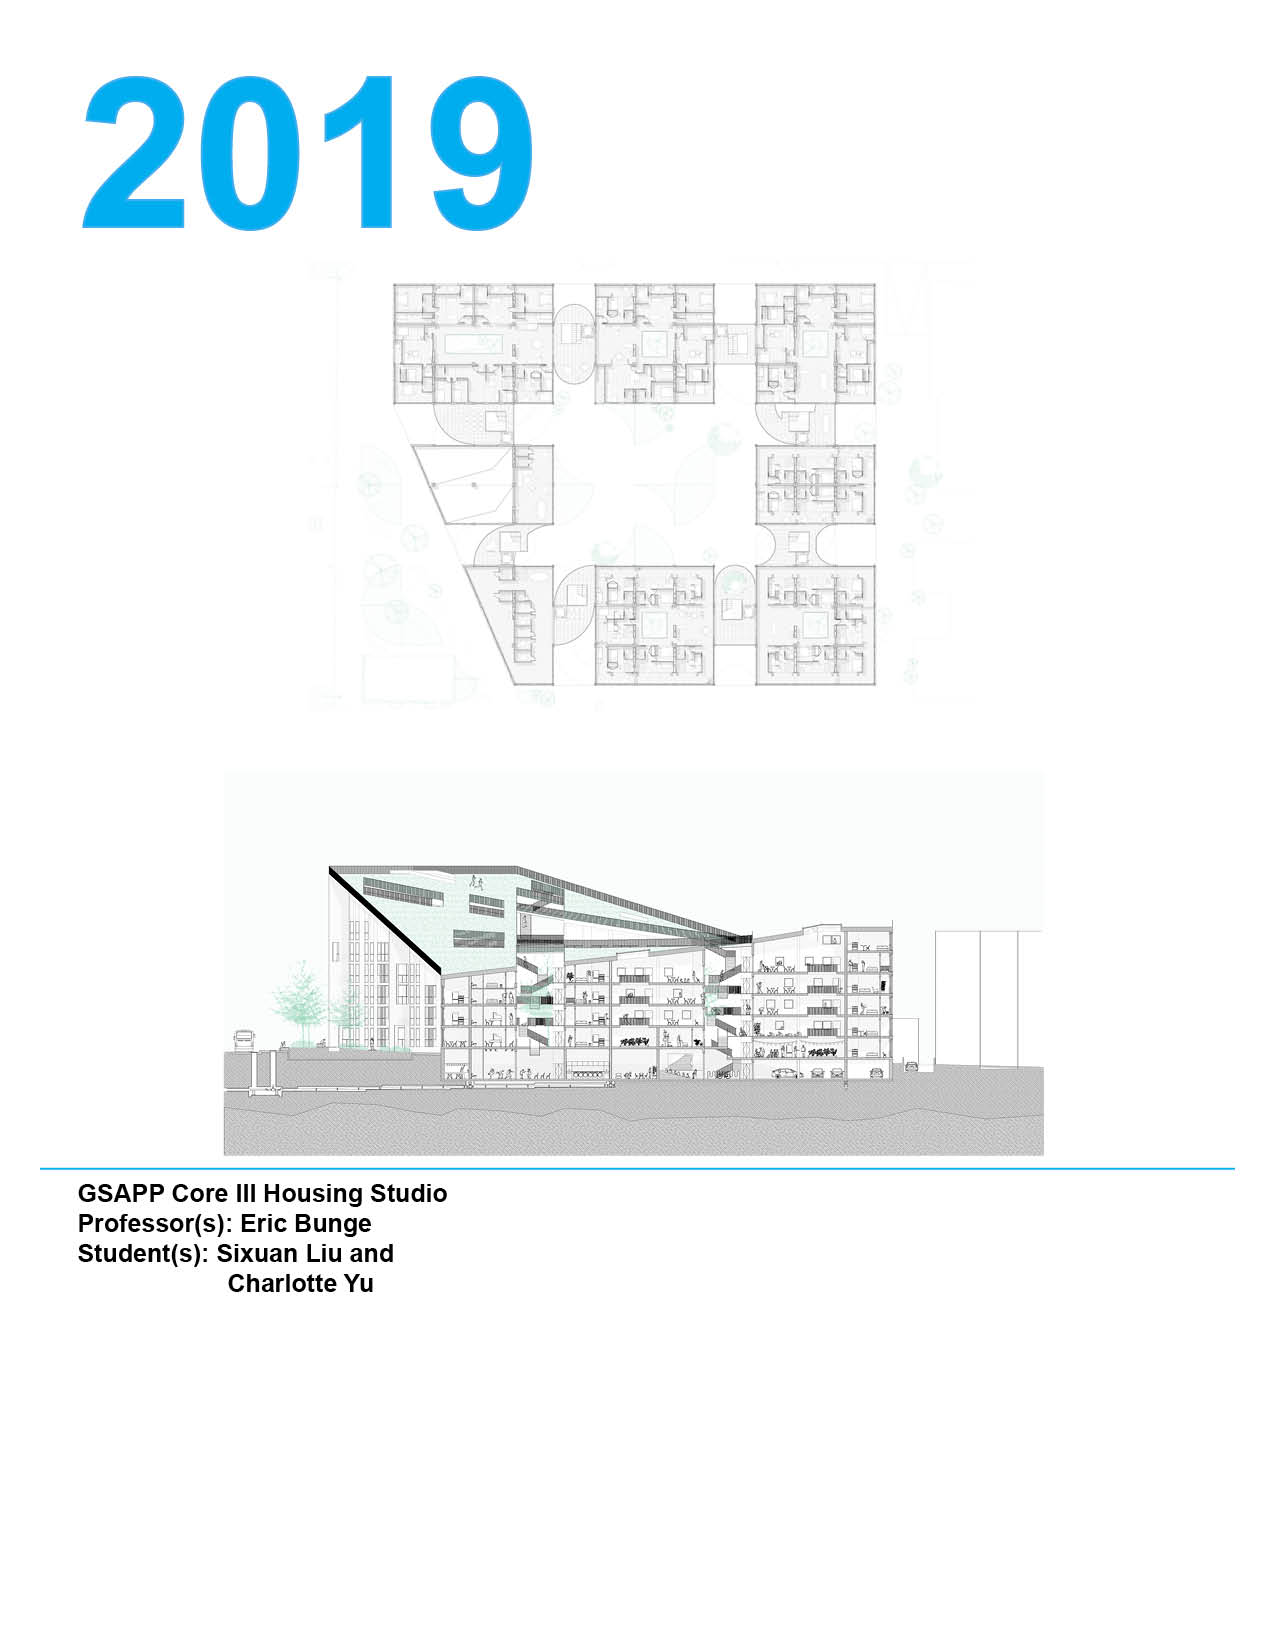 2019
GSAPP Core III Housing Studio
Professor(s): Eric Bunge
Student(s): Sixuan Liu and
Charlotte Yu